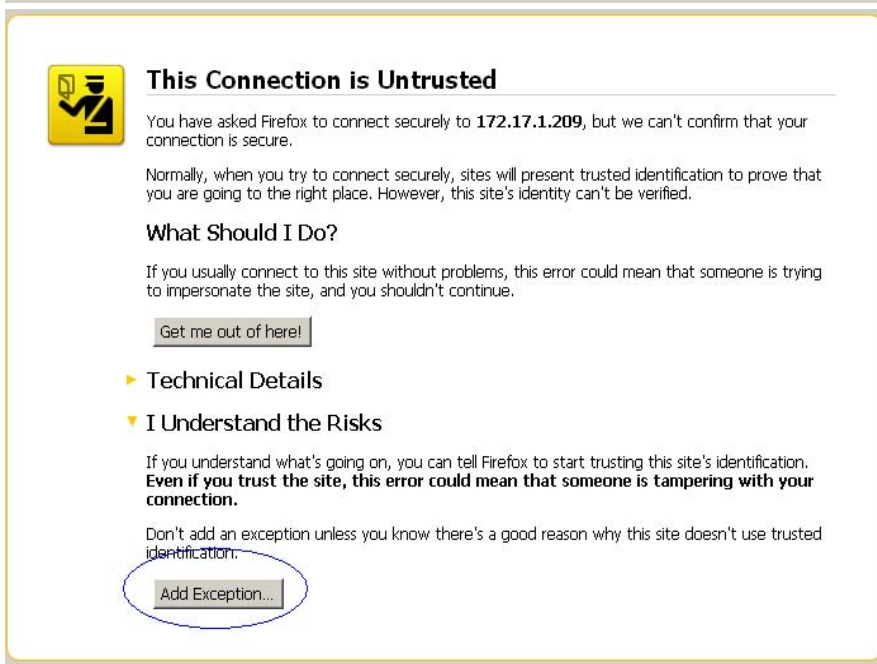 This Connection is Untrusted
You have asked Firefox to connect securely to 172.17.1.209, but we can't confirm that your
connection is secure.
Normally, when you try to connect securely, sites will present trusted identification to prove that
you are going to the right place. However, this site's identity can't be verified.
What Should I Do?
If you usually connect to this site without problems, this error could mean that someone is trying
to impersonate the site, and you shouldn't continue.
Get me out of here!
Technical Details
I Understand the Risks
If you understand what's going on, you can tell Firefox to start trusting this site's identification.
Even if you trust the site, this error could mean that someone is tampering with your
connection.
Don't add an exception unless you know there's a good reason why this site doesn't use trusted
identification.
Add Exception...